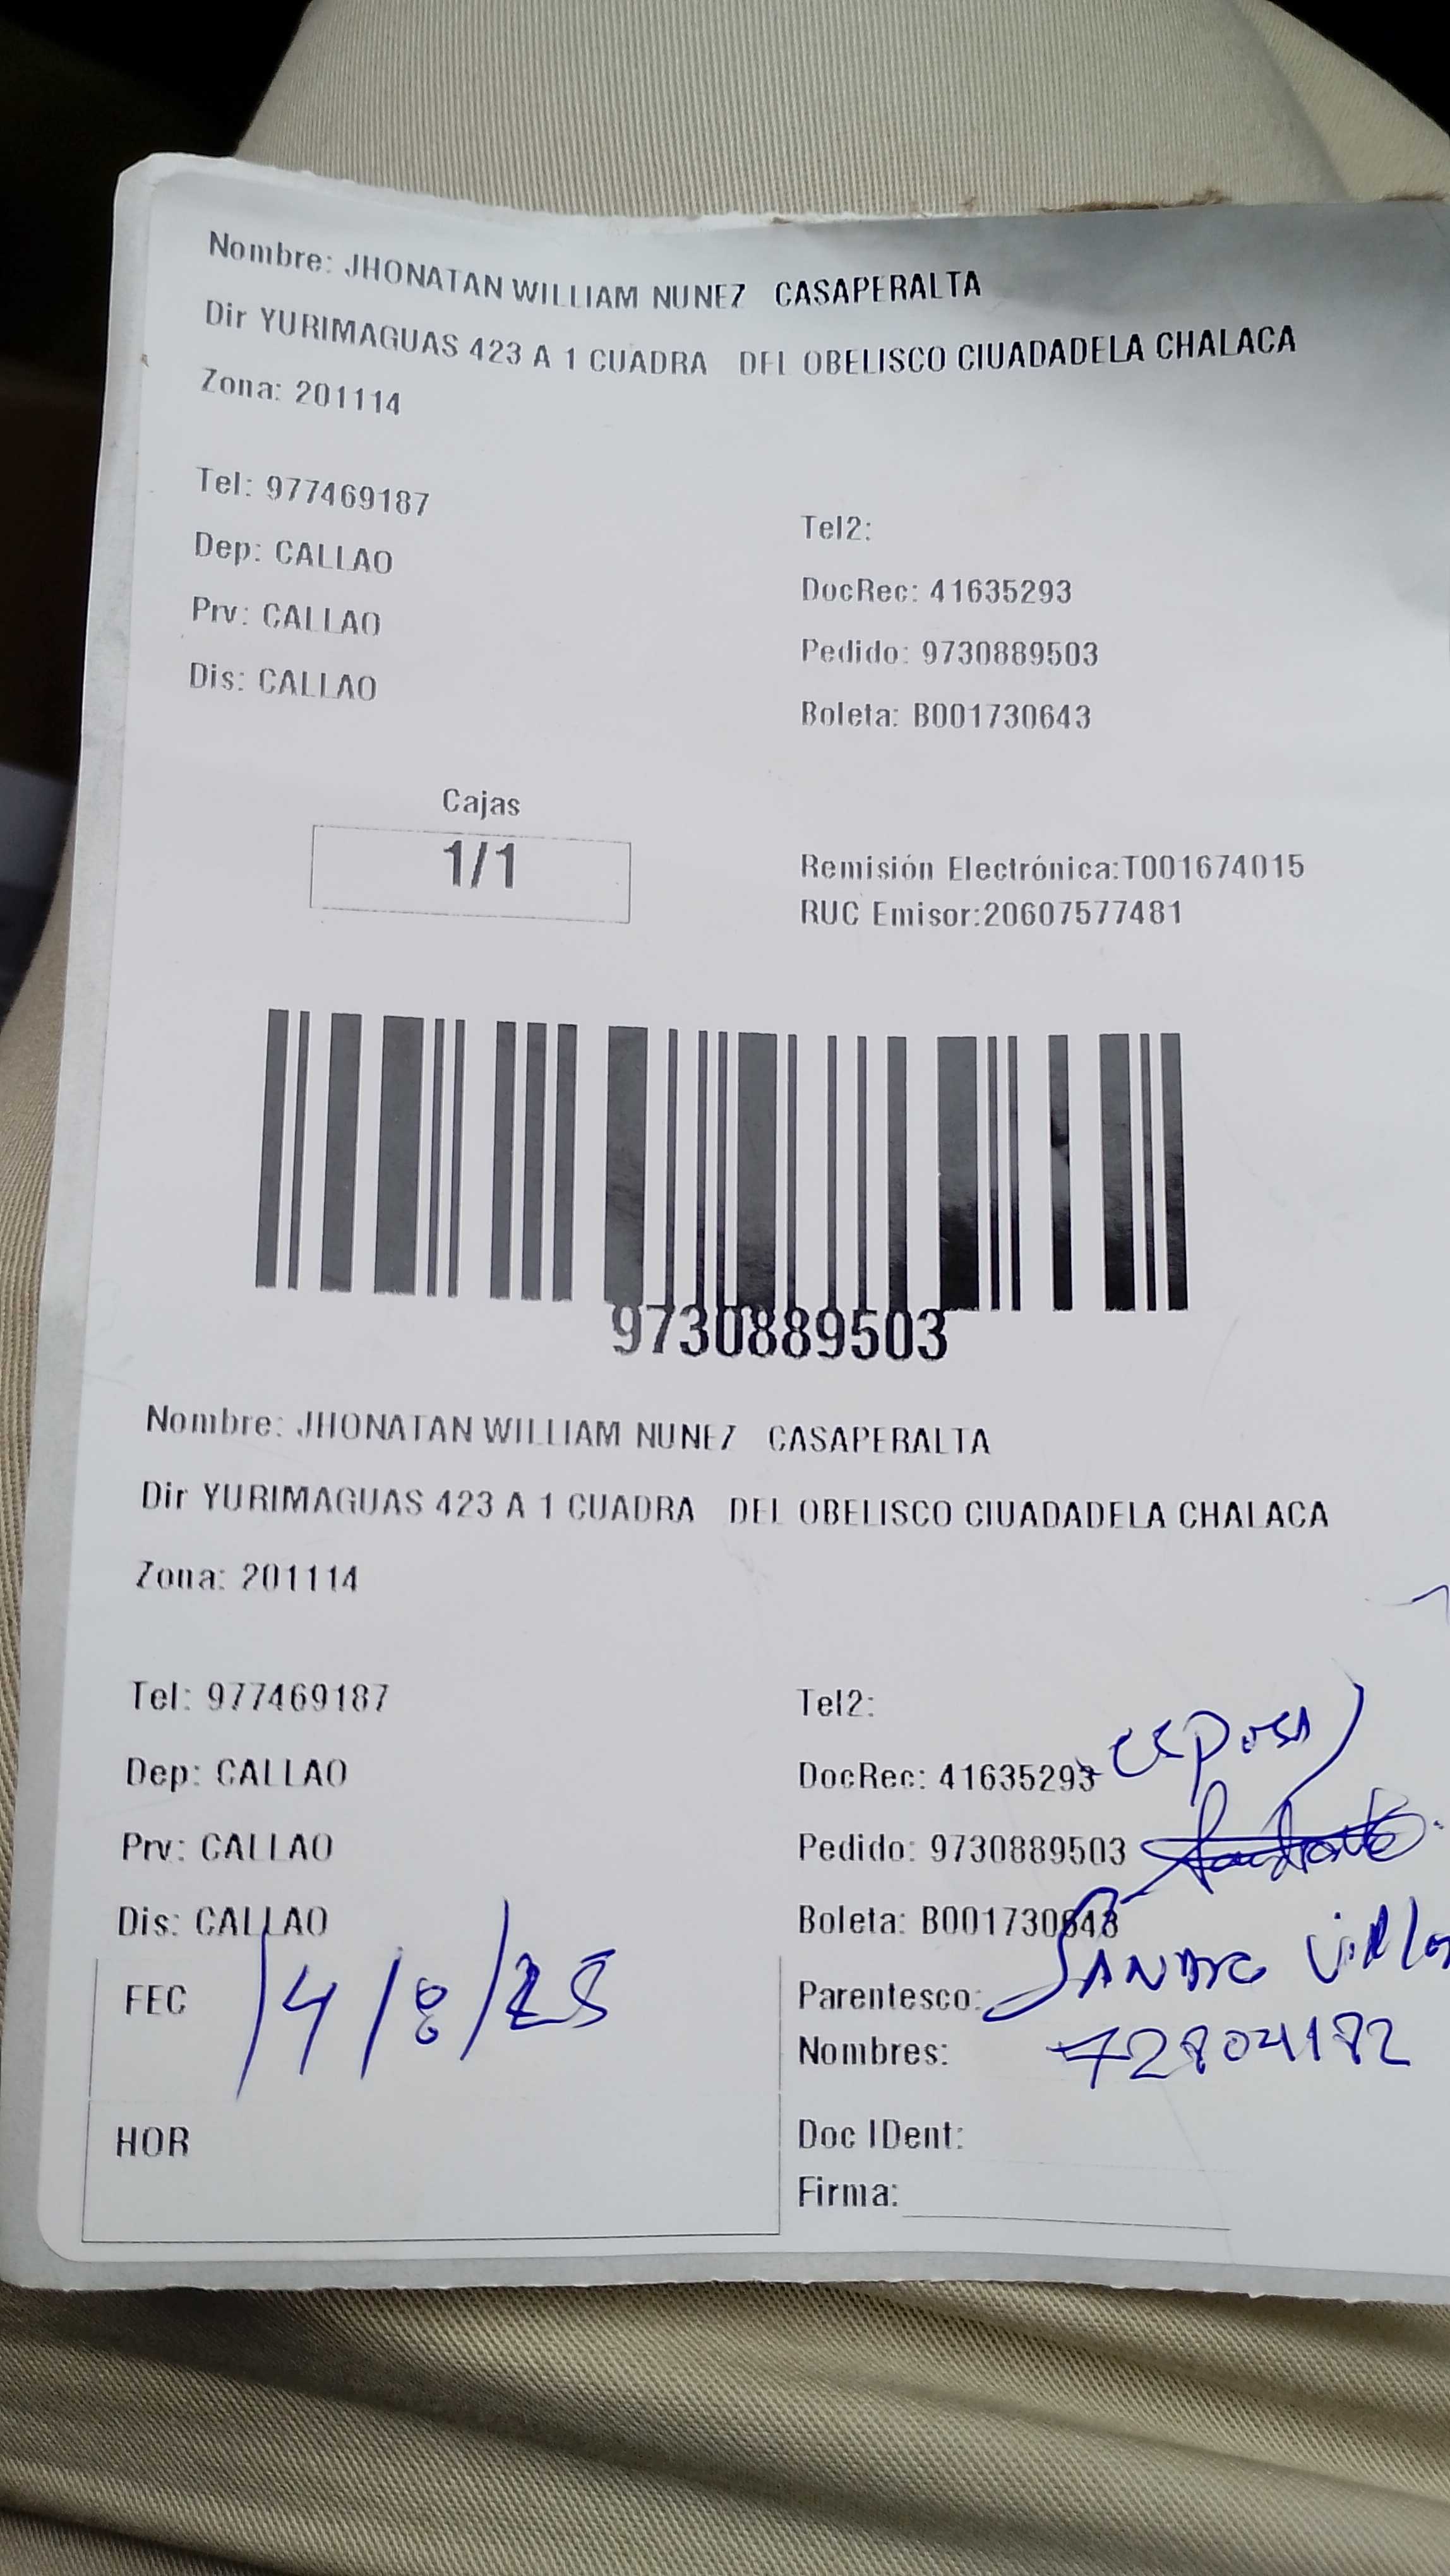 Nombre: JHONATAN WILLIAM NUNEZ CASAPERALTA
Dir YURIMAGUAS 423 A 1 CUADRA DEL OBELISCO CIUADADELA CHALACA
Zona: 201114
Tel: 977469187
Tel2:
Dep: CALLAO
DocRec: 41635293
Prv: CALLAO
Pedido: 9730889503
Dis: CALLAO
Boleta: B001730643
Cajas
1/1
Remisión Electrónica:T001674015
RUC Emisor:20607577481
9730889503
Nombre: JHONATAN WILLIAM NUNEZ CASAPERALTA
Dir YURIMAGUAS 423 A 1 CUADRA DEL OBELISCO CIUADADELA CHALACA
Zona: 201114
Tel: 977469187
Tel2:
Dep: CALLAO
DocRec: 41635293 esposa
Prv: CALLAO
Pedido: 9730889503
Dis: CALLAO
Boleta: B001730643
FEC 14/8/25
Parentesco:
Nombres: 72804182
HOR
Doc IDent:
Firma: